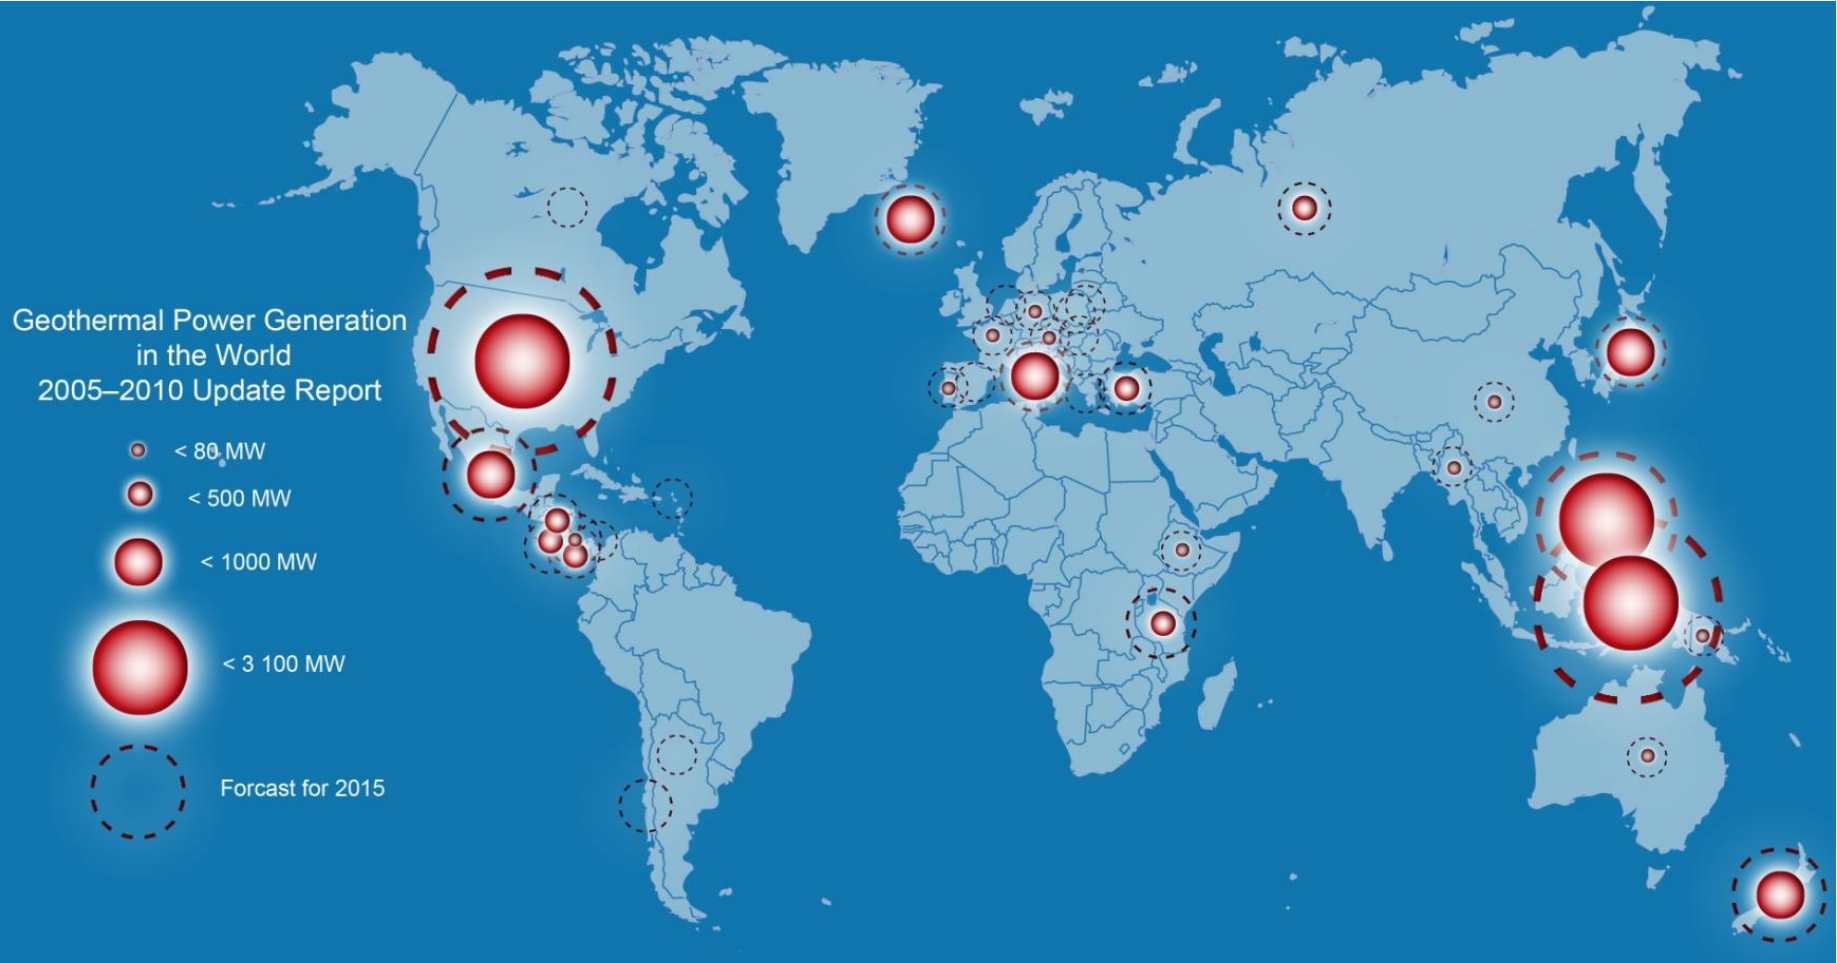 Geothermal Power Generation
in the World
2005–2010 Update Report
< 80 MW
< 500 MW
< 1000 MW
< 3 100 MW
Forcast for 2015